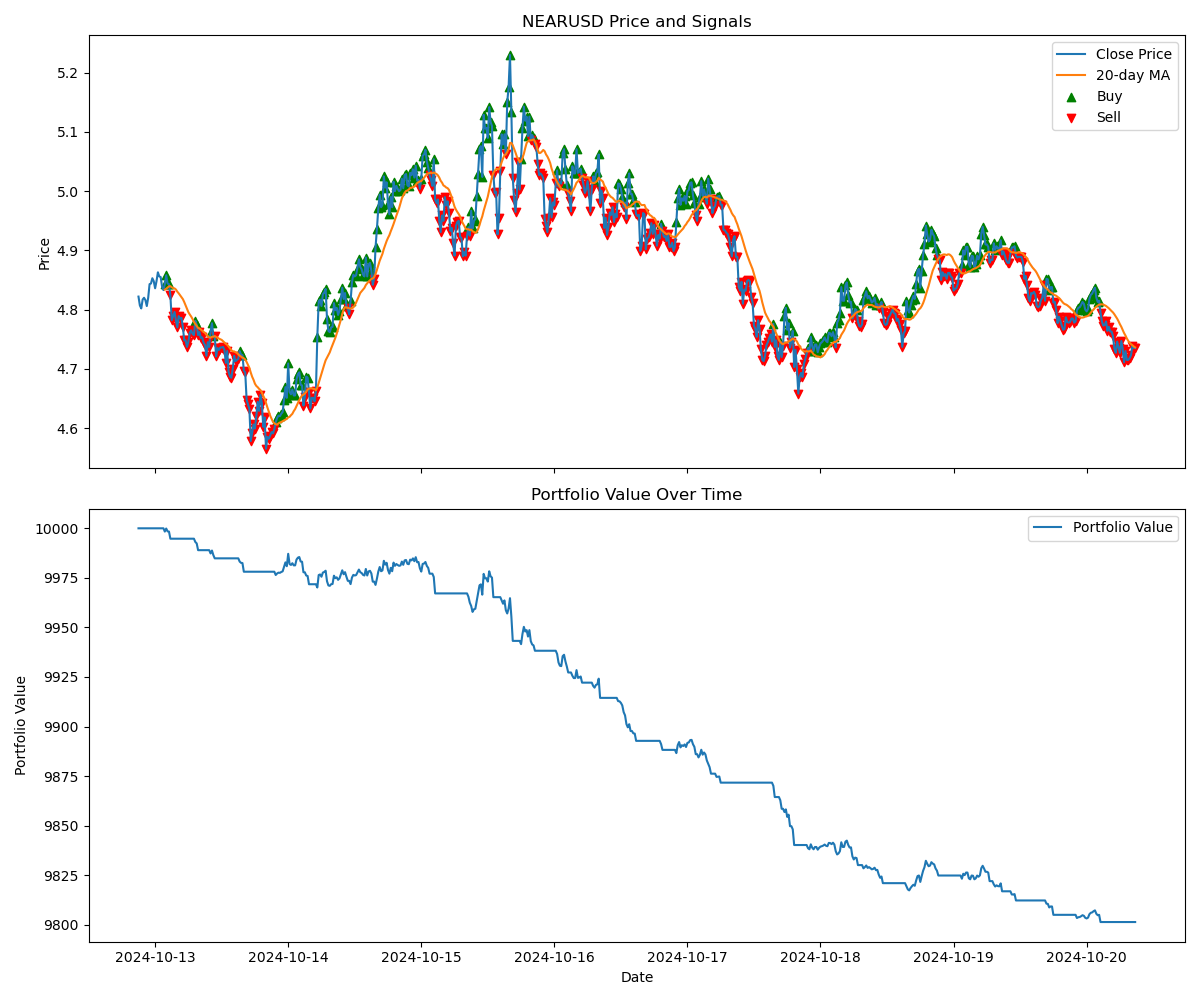 NEARUSD Price and Signals
Price
5.2
5.1
5.0
4.9
4.8
4.7
4.6
Close Price
20-day MA
Buy
Sell
Portfolio Value Over Time
Portfolio Value
10000
9975
9950
9925
9900
9875
9850
9825
9800
Portfolio Value
2024-10-13 2024-10-14 2024-10-15 2024-10-16 2024-10-17 2024-10-18 2024-10-19 2024-10-20
Date